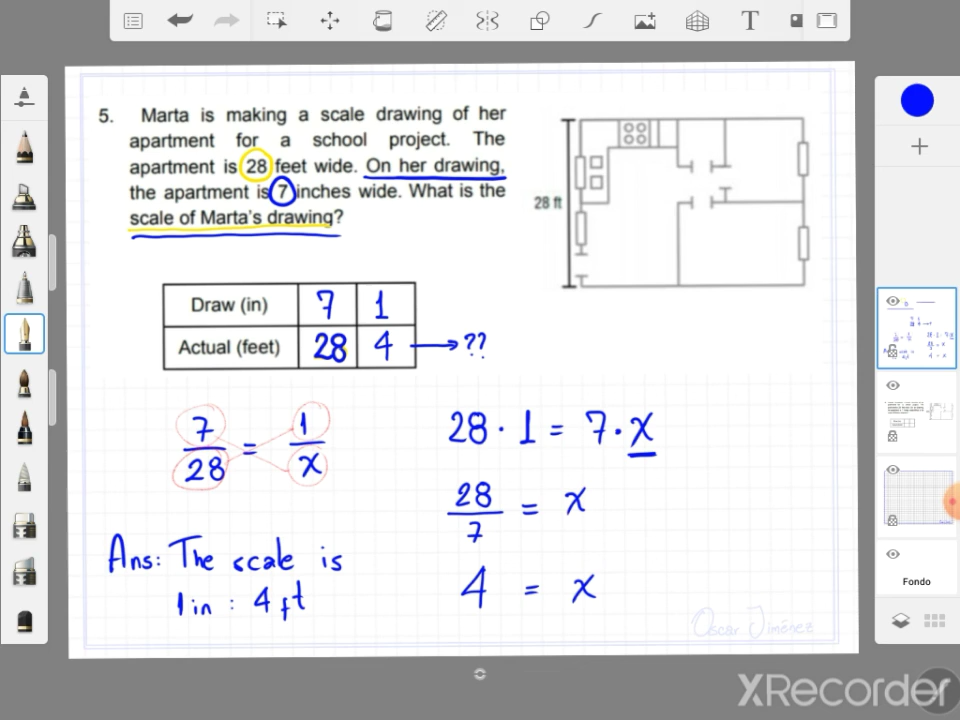 5. Marta is making a scale drawing of her
apartment for a school project. The
apartment is 28 feet wide. On her drawing,
the apartment is 7 inches wide. What is the
scale of Marta's drawing?
28 ft
Draw (in) 7 1
Actual (feet) 28 4 → ??
7/28 = 1/x
28 · 1 = 7 · x
28/7 = x
4 = x
Ans: The scale is
1 in : 4 ft
Oscar Jiménez
Fondo
XRecorder
T